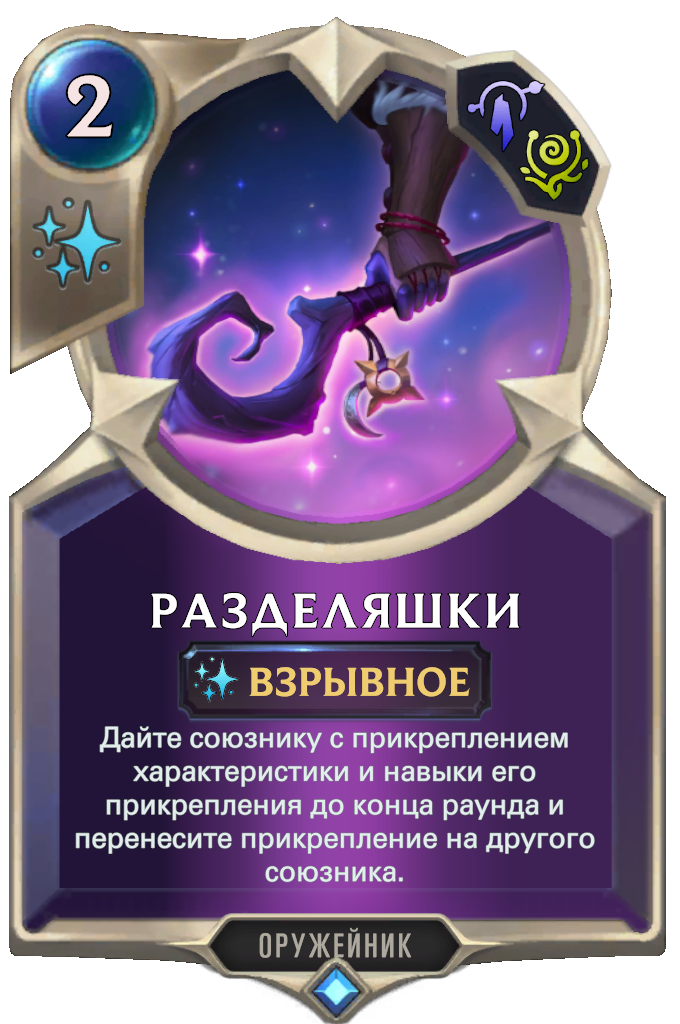 2
РАЗДЕЛЯШКИ
ВЗРЫВНОЕ
Дайте союзнику с прикреплением
характеристики и навыки его
прикрепления до конца раунда и
перенесите прикрепление на другого
союзника.
ОРУЖЕЙНИК